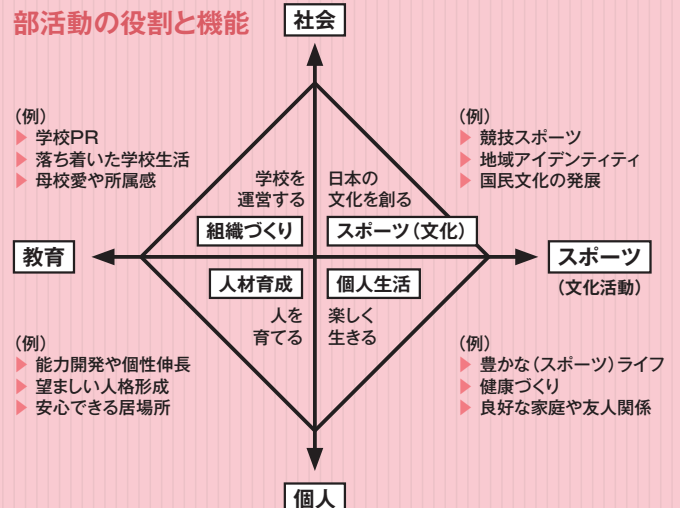 部活動の役割と機能
社会
（例）
▶ 学校PR
▶ 落ち着いた学校生活
▶ 母校愛や所属感
（例）
▶ 競技スポーツ
▶ 地域アイデンティティ
▶ 国民文化の発展
学校を
運営する
組織づくり
日本の
文化を創る
スポーツ（文化）
教育
スポーツ
（文化活動）
人材育成
人を
育てる
個人生活
楽しく
生きる
（例）
▶ 能力開発や個性伸長
▶ 望ましい人格形成
▶ 安心できる居場所
（例）
▶ 豊かな（スポーツ）ライフ
▶ 健康づくり
▶ 良好な家庭や友人関係
個人